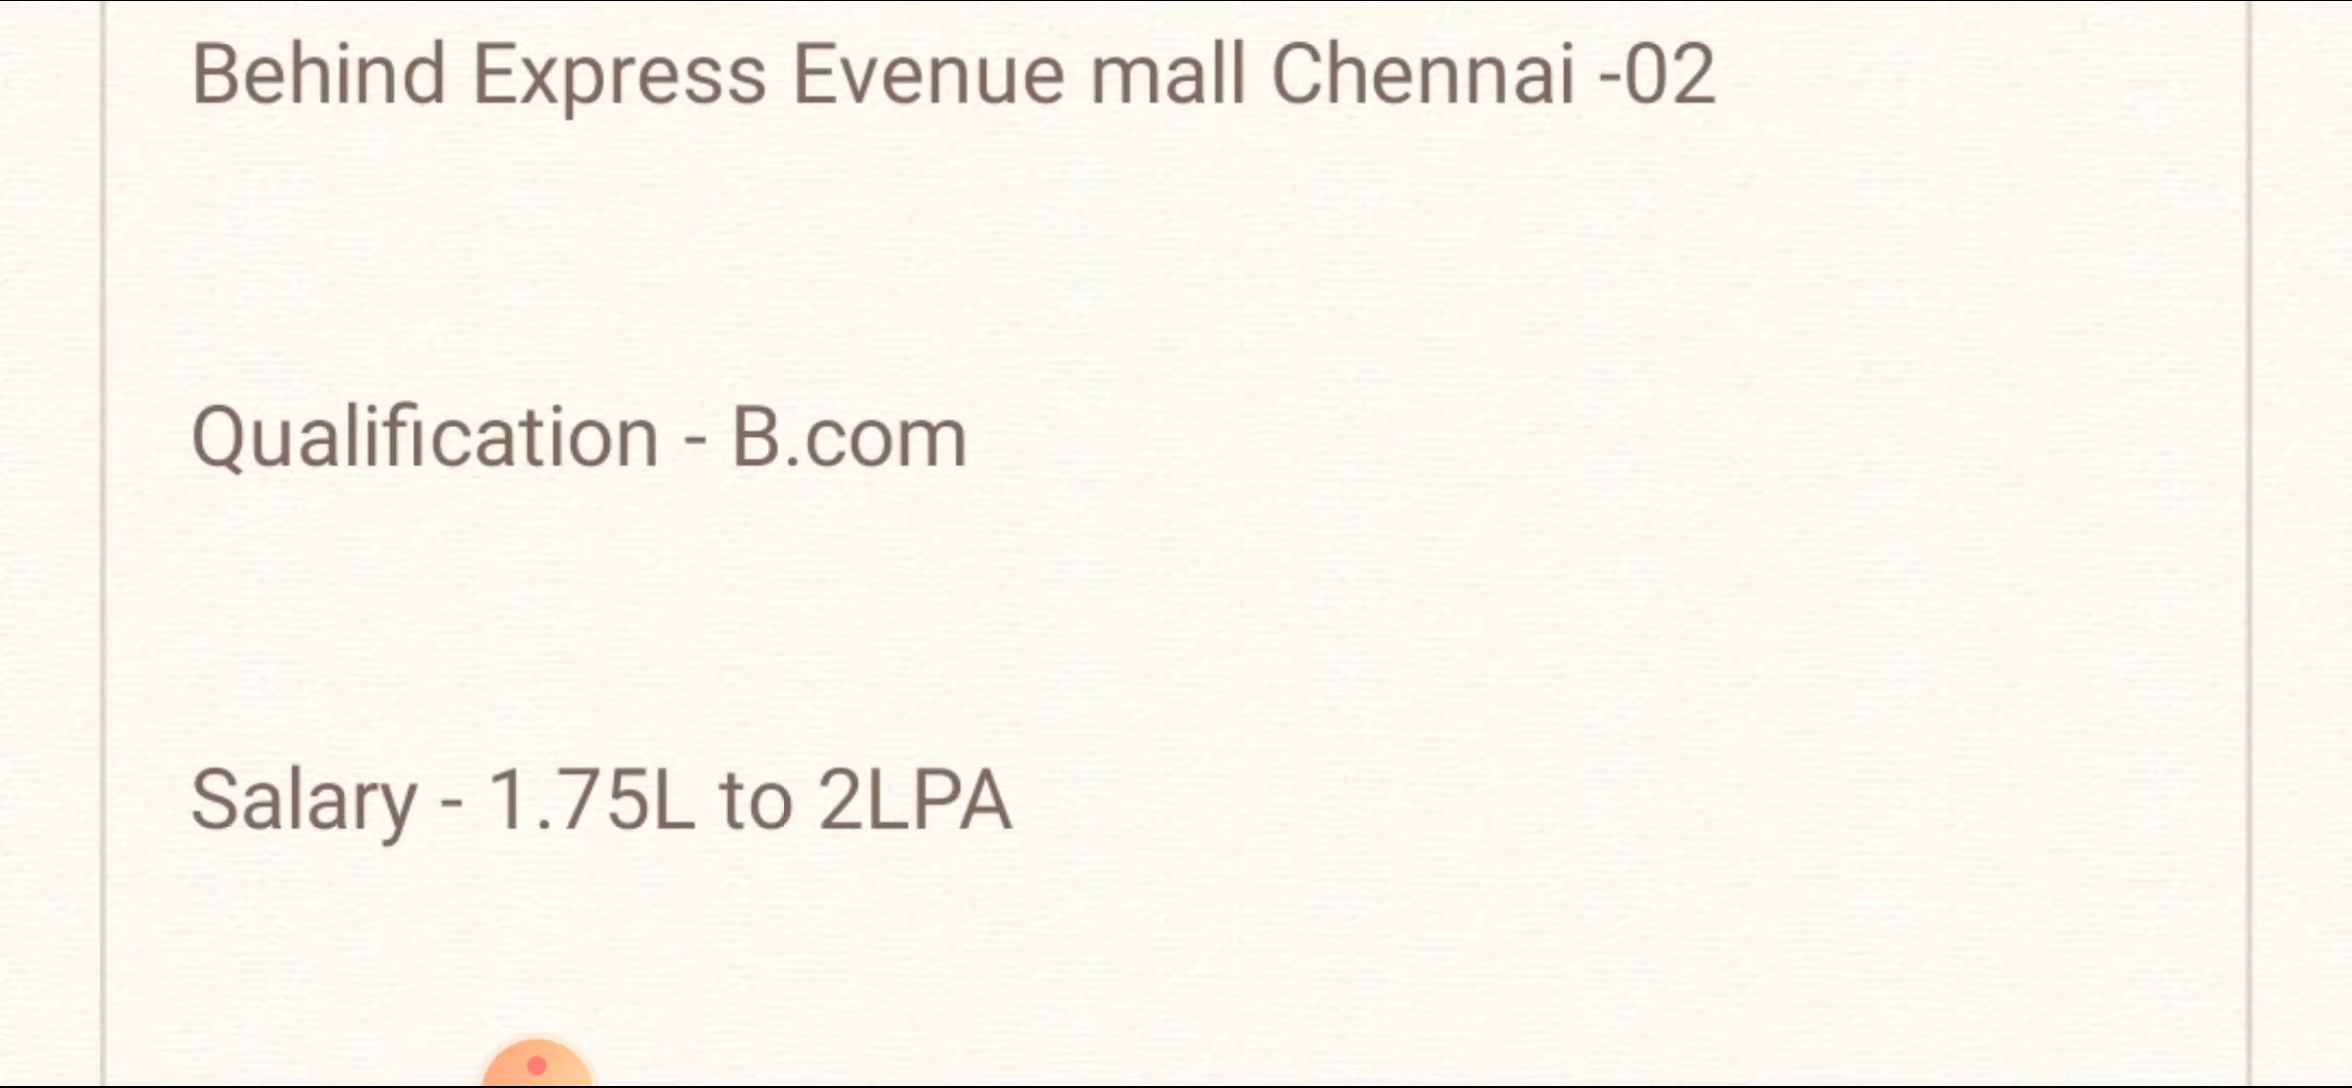 Behind Express Evenue mall Chennai -02
Qualification - B.com
Salary - 1.75L to 2LPA